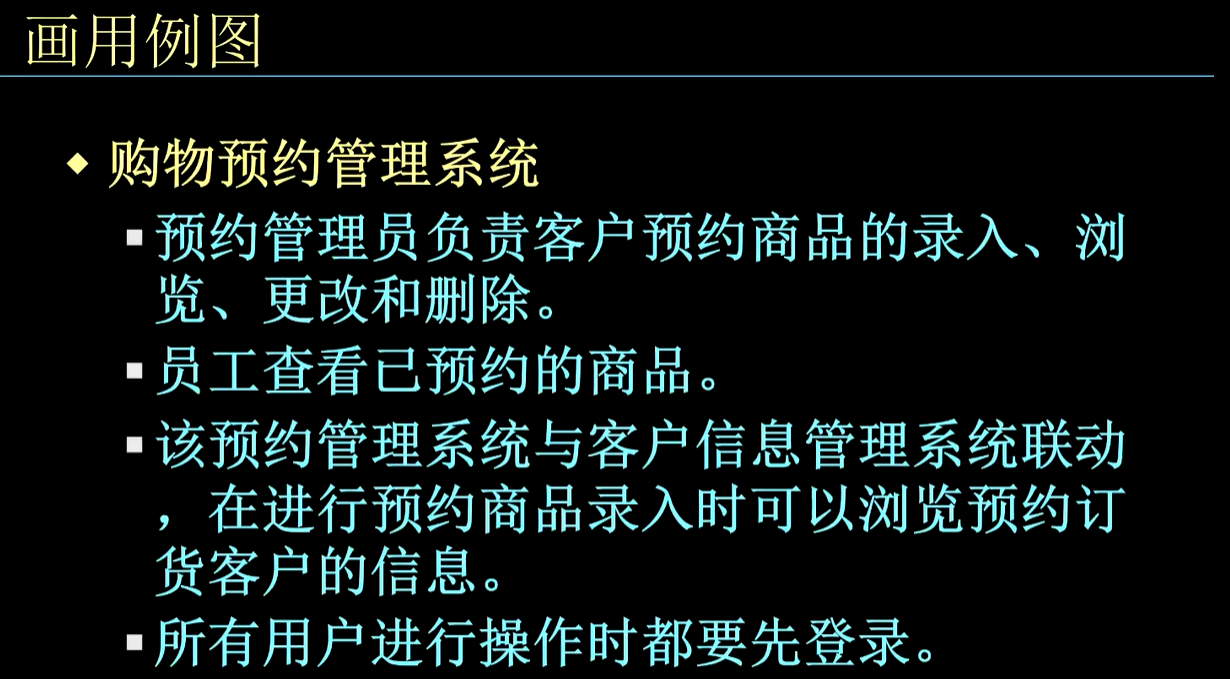 画用例图
购物预约管理系统
预约管理员负责客户预约商品的录入、浏
览、更改和删除。
员工查看已预约的商品。
该预约管理系统与客户信息管理系统联动
，在进行预约商品录入时可以浏览预约订
货客户的信息。
所有用户进行操作时都要先登录。